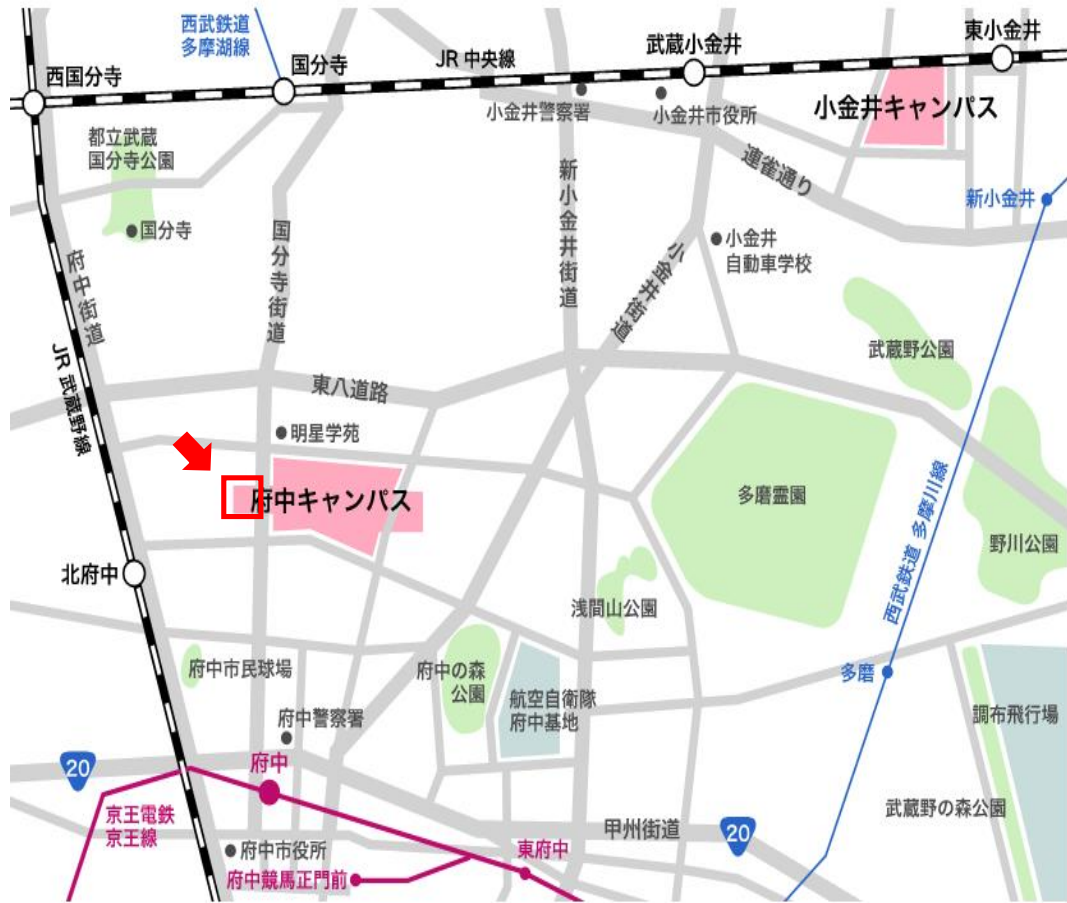 西武鉄道
多摩湖線
西国分寺
国分寺
JR 中央線
武蔵小金井
東小金井
小金井警察署
小金井市役所
小金井キャンパス
都立武蔵
国分寺公園
国分寺
連雀通り
新小金井
府中街道
国分寺街道
新小金井街道
小金井街道
小金井
自動車学校
JR 武蔵野線
東八道路
武蔵野公園
明星学苑
府中キャンパス
多磨霊園
西武鉄道 多摩川線
野川公園
北府中
浅間山公園
府中市民球場
府中の森
公園
航空自衛隊
府中基地
多磨
調布飛行場
府中警察署
20
府中
京王電鉄
京王線
武蔵野の森公園
甲州街道
20
府中市役所
東府中
府中競馬正門前